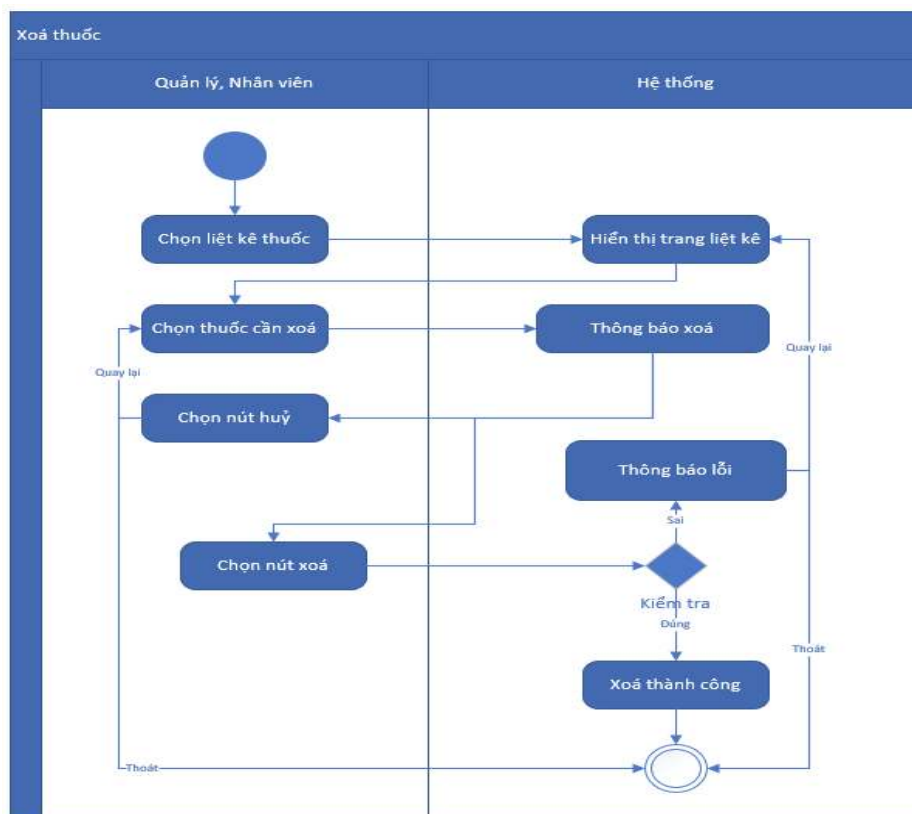 Xoá thuốc
Quản lý, Nhân viên
Hệ thống
Chọn liệt kê thuốc
Hiển thị trang liệt kê
Chọn thuốc cần xoá
Thông báo xoá
Quay lại
Quay lại
Chọn nút huỷ
Thông báo lỗi
Sai
Chọn nút xoá
Kiểm tra
Đúng
Thoát
Xoá thành công
Thoát